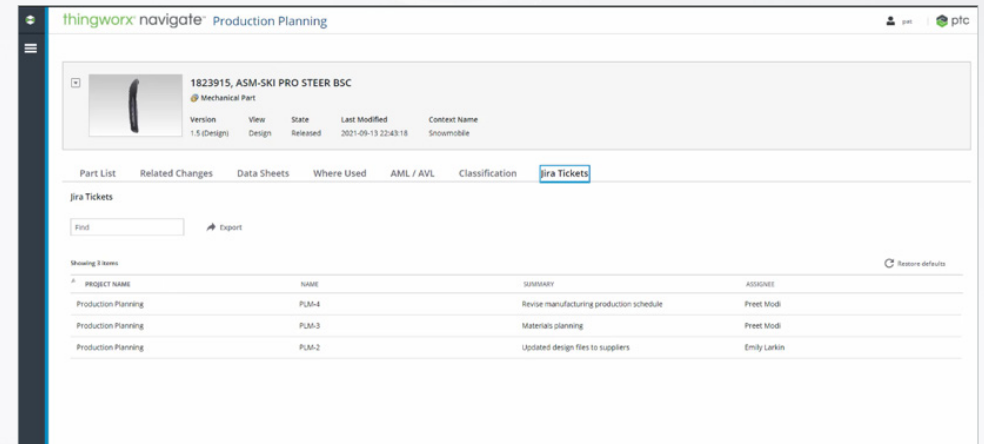 thingworx navigate Production Planning
pat
ptc
1823915, ASM-SKI PRO STEER BSC
Mechanical Part
Version View State Last Modified Context Name
1.5 (Design) Design Released 2021-09-13 22:43:18 Snowmobile
Part List Related Changes Data Sheets Where Used AML / AVL Classification Jira Tickets
Jira Tickets
Find Export
Showing 3 items Restore defaults
PROJECT NAME NAME SUMMARY ASSIGNEE
Production Planning PLM-4 Revise manufacturing production schedule Preet Modi
Production Planning PLM-3 Materials planning Preet Modi
Production Planning PLM-2 Updated design files to suppliers Emily Larkin